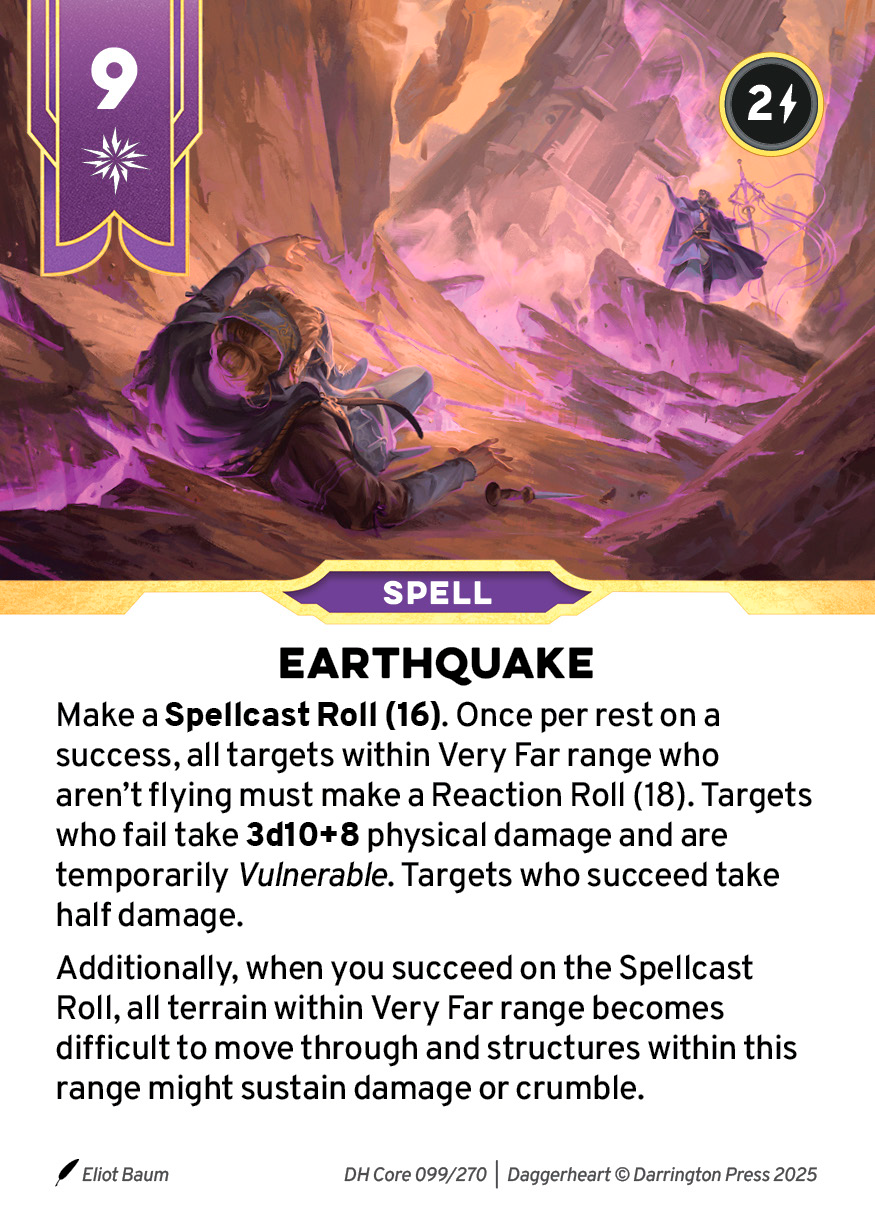 9
2
SPELL
EARTHQUAKE
Make a Spellcast Roll (16). Once per rest on a
success, all targets within Very Far range who
aren't flying must make a Reaction Roll (18). Targets
who fail take 3d10+8 physical damage and are
temporarily Vulnerable. Targets who succeed take
half damage.
Additionally, when you succeed on the Spellcast
Roll, all terrain within Very Far range becomes
difficult to move through and structures within this
range might sustain damage or crumble.
Eliot Baum
DH Core 099/270 | Daggerheart © Darrington Press 2025